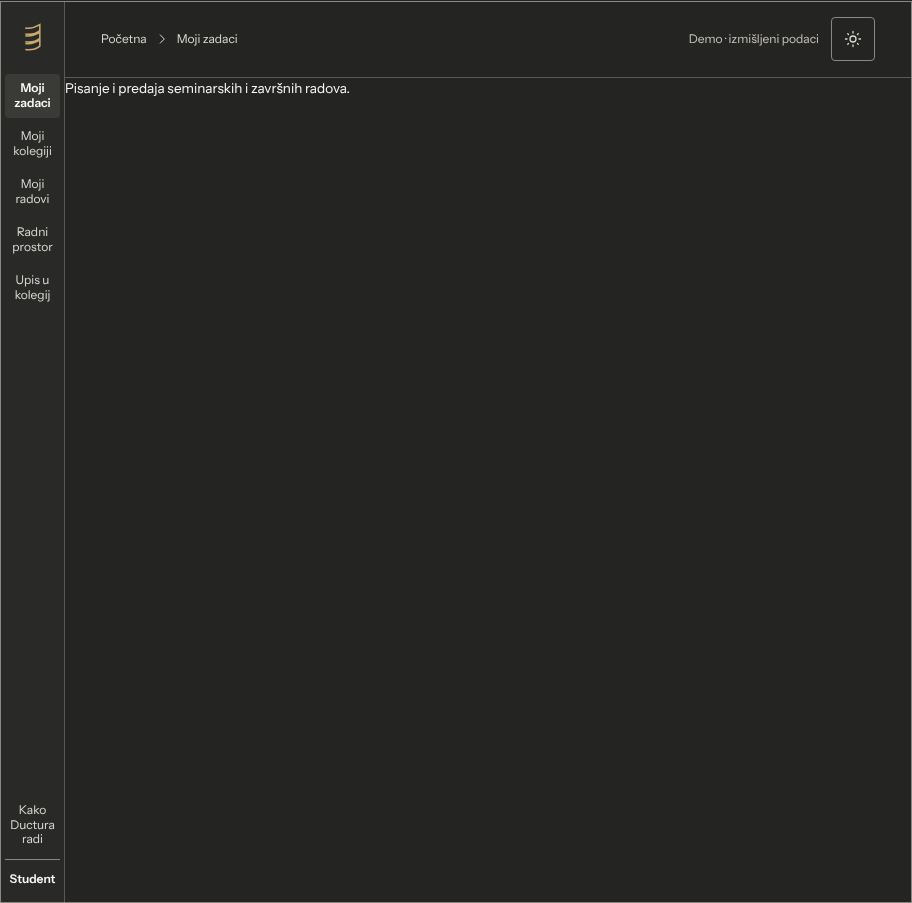 Početna
Moji zadaci
Demo · izmišljeni podaci
Moji
zadaci
Moji
kolegiji
Moji
radovi
Radni
prostor
Upis u
kolegij
Pisanje i predaja seminarskih i završnih radova.
Kako
Ductura
radi
Student